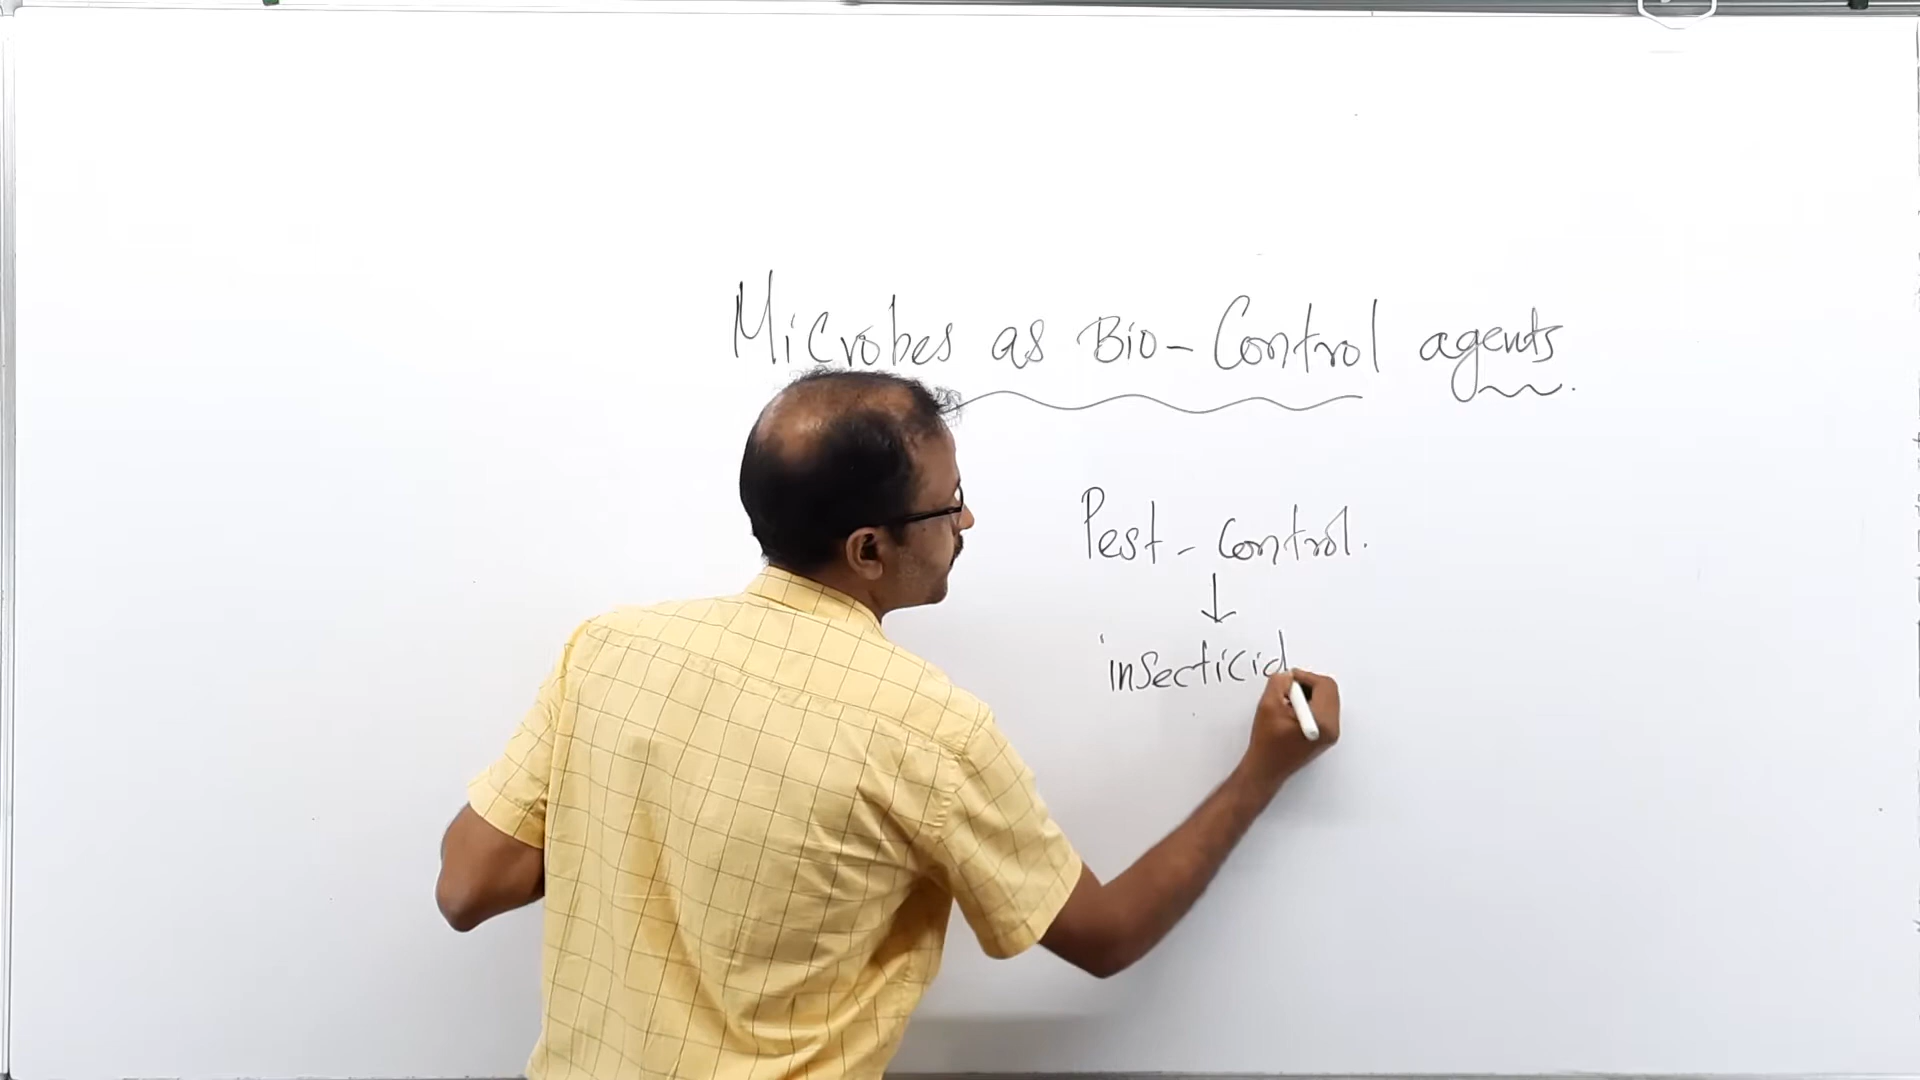 Microbes as Bio-Control agents.
Pest-Control.
↓
insecticid